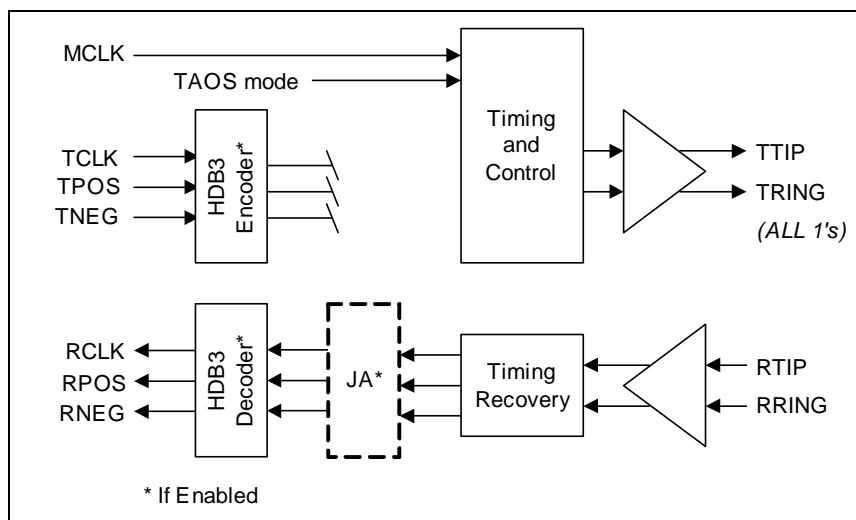 MCLK
TAOS mode
TCLK
TPOS
TNEG
HDB3
Encoder*
Timing
and
Control
TTIP
TRING
(ALL 1's)
RCLK
RPOS
RNEG
HDB3
Decoder*
JA*
Timing
Recovery
RTIP
RRING
* If Enabled